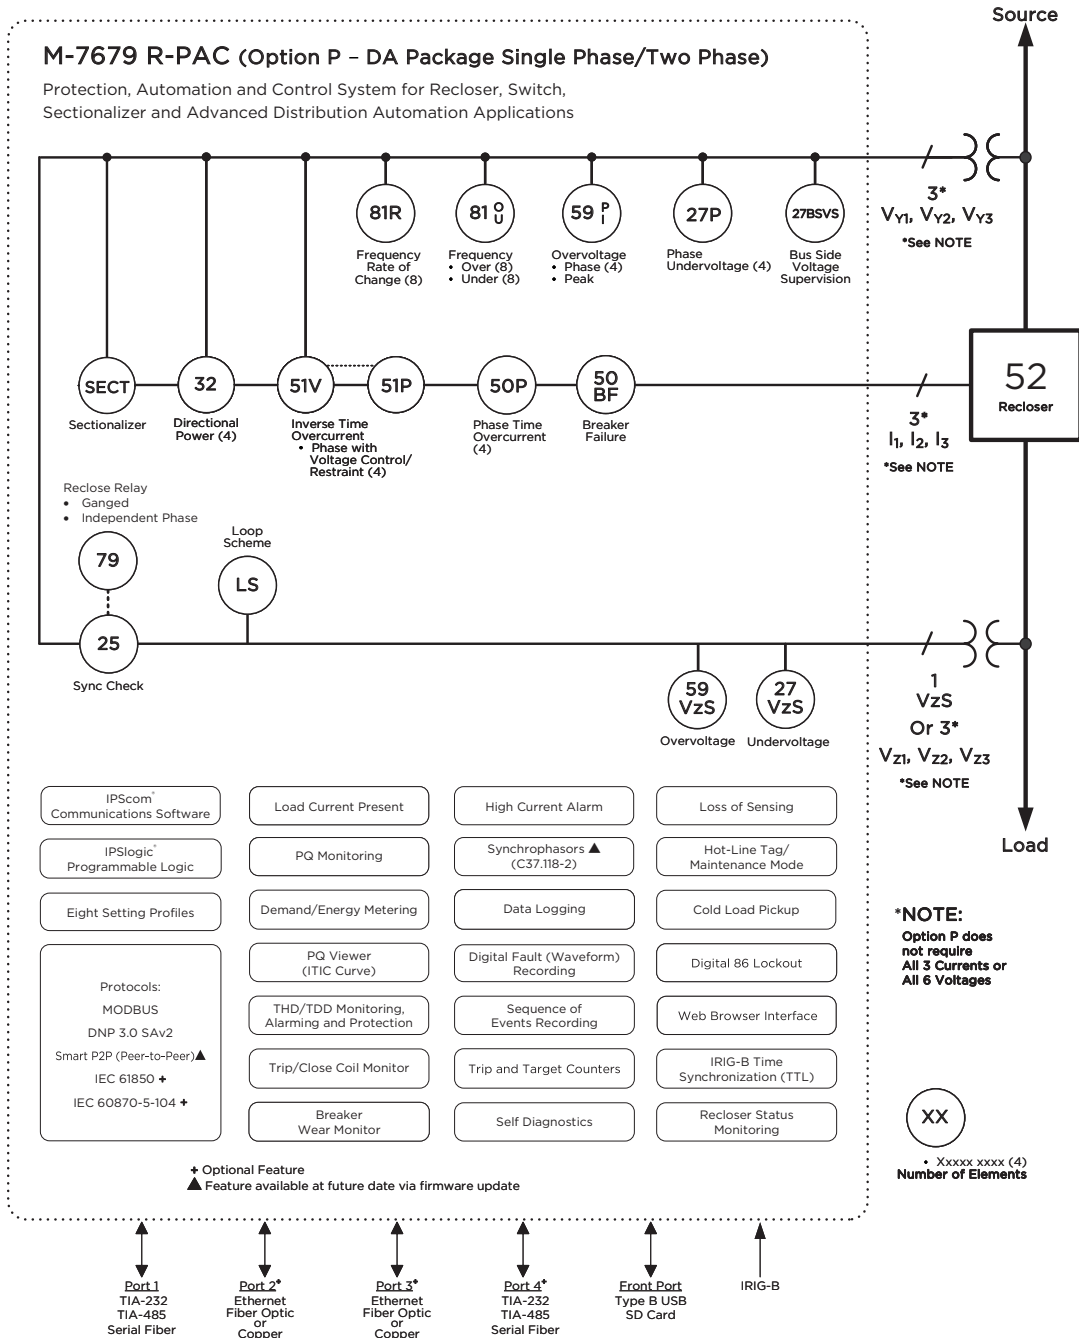 Source
M-7679 R-PAC (Option P – DA Package Single Phase/Two Phase)
Protection, Automation and Control System for Recloser, Switch,
Sectionalizer and Advanced Distribution Automation Applications
81R
81 O U
59 P I
27P
27BSVS
Frequency
Rate of
Change (8)
Frequency
• Over (8)
• Under (8)
Overvoltage
• Phase (4)
• Peak
Phase
Undervoltage (4)
Bus Side
Voltage
Supervision
3*
VY1, VY2, VY3
*See NOTE
SECT
32
51V
51P
50P
50
BF
52
Recloser
Sectionalizer
Directional
Power (4)
Inverse Time
Overcurrent
• Phase with
Voltage Control/
Restraint (4)
Phase Time
Overcurrent
(4)
Breaker
Failure
3*
I1, I2, I3
*See NOTE
Reclose Relay
• Ganged
• Independent Phase
79
Loop
Scheme
LS
25
Sync Check
59
VzS
27
VzS
Overvoltage
Undervoltage
1
VzS
Or 3*
VZ1, VZ2, VZ3
*See NOTE
Load
IPScom®
Communications Software
Load Current Present
High Current Alarm
Loss of Sensing
IPSlogic®
Programmable Logic
PQ Monitoring
Synchrophasors ▲
(C37.118-2)
Hot-Line Tag/
Maintenance Mode
Eight Setting Profiles
Demand/Energy Metering
Data Logging
Cold Load Pickup
Protocols:
MODBUS
DNP 3.0 SAv2
Smart P2P (Peer-to-Peer)▲
IEC 61850 +
IEC 60870-5-104 +
PQ Viewer
(ITIC Curve)
Digital Fault (Waveform)
Recording
Digital 86 Lockout
THD/TDD Monitoring,
Alarming and Protection
Sequence of
Events Recording
Web Browser Interface
Trip/Close Coil Monitor
Trip and Target Counters
IRIG-B Time
Synchronization (TTL)
Breaker
Wear Monitor
Self Diagnostics
Recloser Status
Monitoring
*NOTE:
Option P does
not require
All 3 Currents or
All 6 Voltages
XX
• Xxxxx xxxx (4)
Number of Elements
+ Optional Feature
▲ Feature available at future date via firmware update
Port 1
TIA-232
TIA-485
Serial Fiber
Port 2+
Ethernet
Fiber Optic
or
Copper
Port 3+
Ethernet
Fiber Optic
or
Copper
Port 4+
TIA-232
TIA-485
Serial Fiber
Front Port
Type B USB
SD Card
IRIG-B